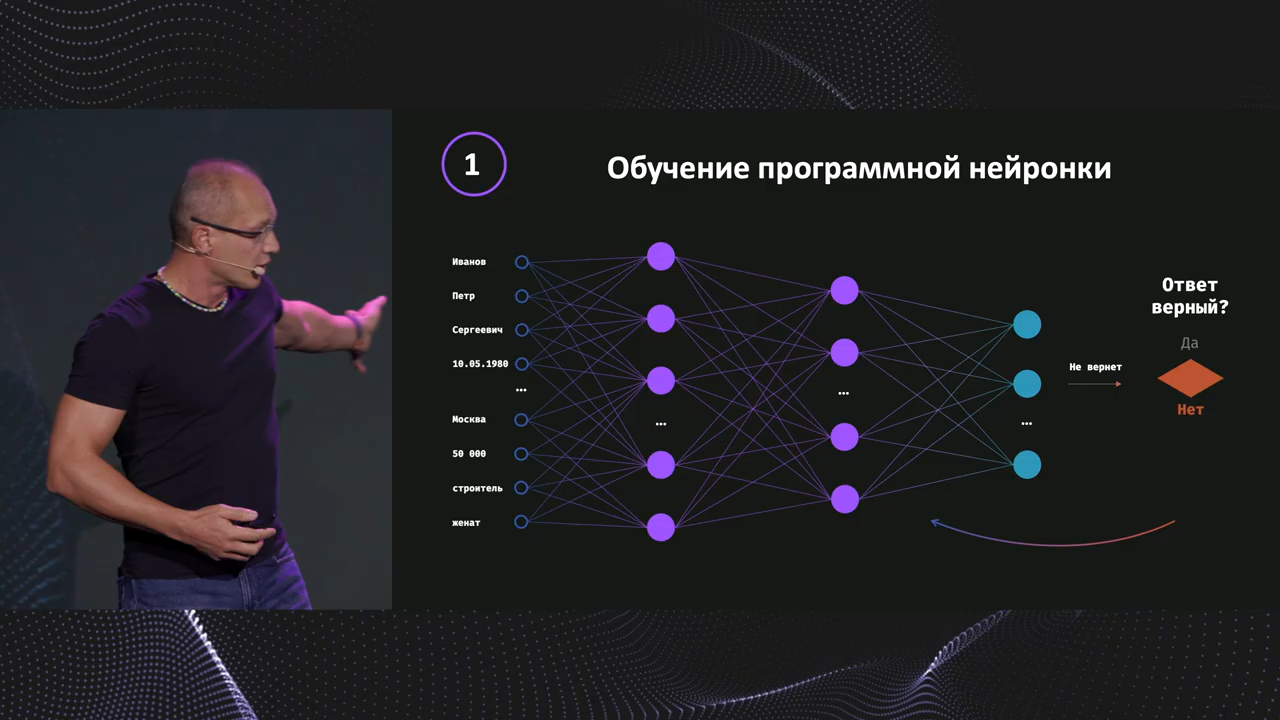 1
Обучение программной нейронки
Иванов
Петр
Сергеевич
10.05.1980
...
Москва
50 000
строитель
женат
...
...
...
Не вернет
Ответ
верный?
Да
Нет